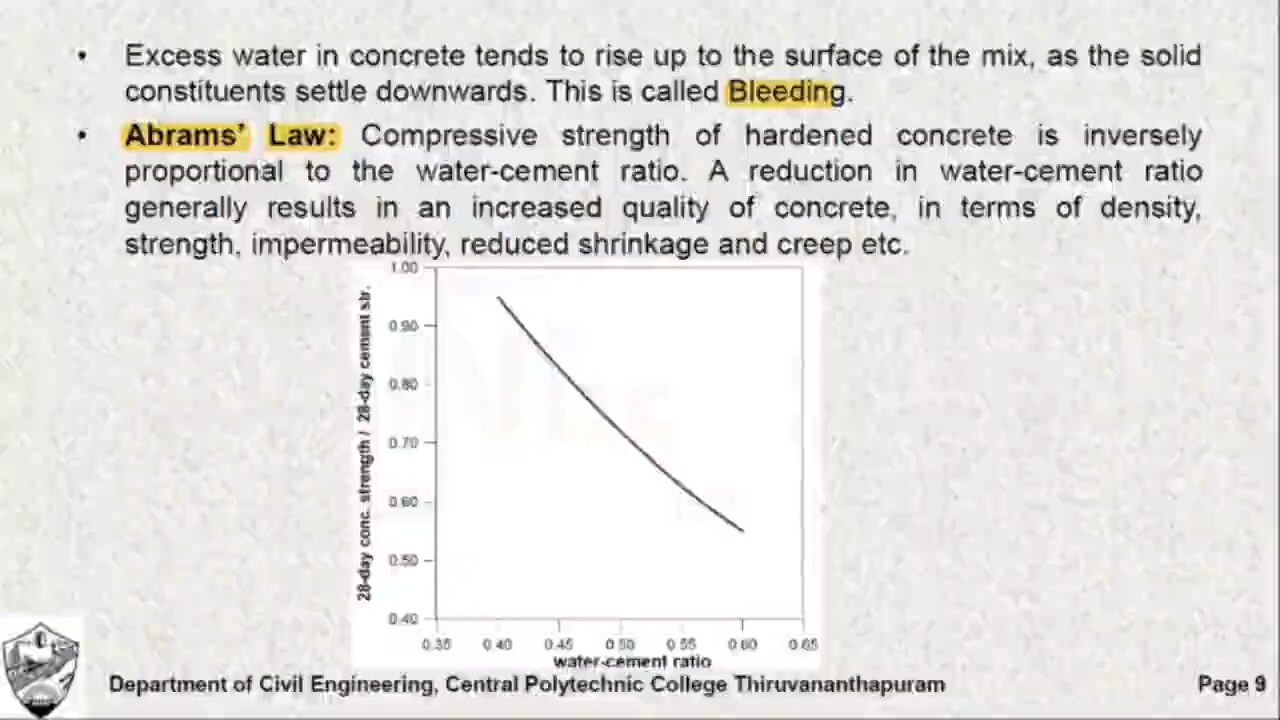 • Excess water in concrete tends to rise up to the surface of the mix, as the solid
constituents settle downwards. This is called Bleeding.
• Abrams' Law: Compressive strength of hardened concrete is inversely
proportional to the water-cement ratio. A reduction in water-cement ratio
generally results in an increased quality of concrete, in terms of density,
strength, impermeability, reduced shrinkage and creep etc.
28-day conc. strength / 28-day cement str.
1.00
0.90
0.80
0.70
0.60
0.50
0.40
0.35 0.40 0.45 0.50 0.55 0.60 0.65
water-cement ratio
Department of Civil Engineering, Central Polytechnic College Thiruvananthapuram
Page 9